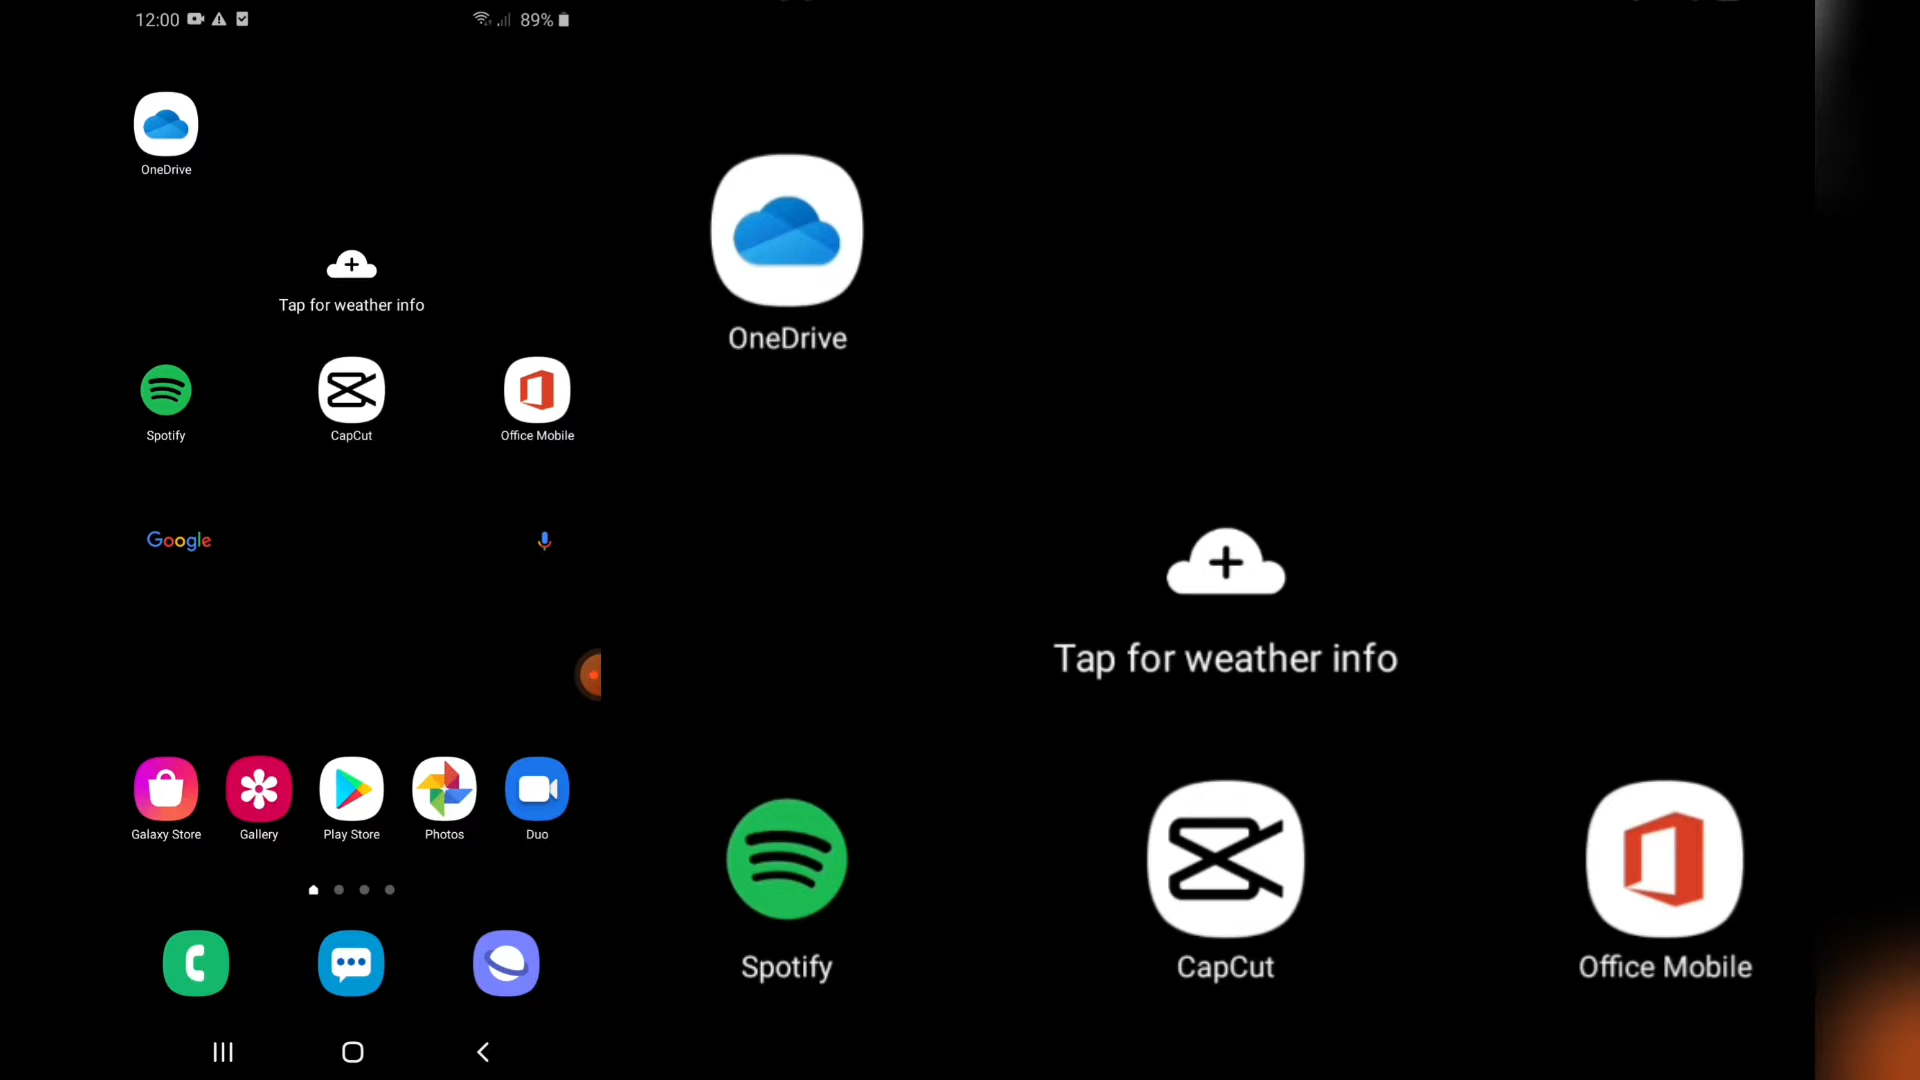 12:00
89%
OneDrive
Tap for weather info
Spotify
CapCut
Office Mobile
Google
Galaxy Store
Gallery
Play Store
Photos
Duo
OneDrive
Tap for weather info
Spotify
CapCut
Office Mobile